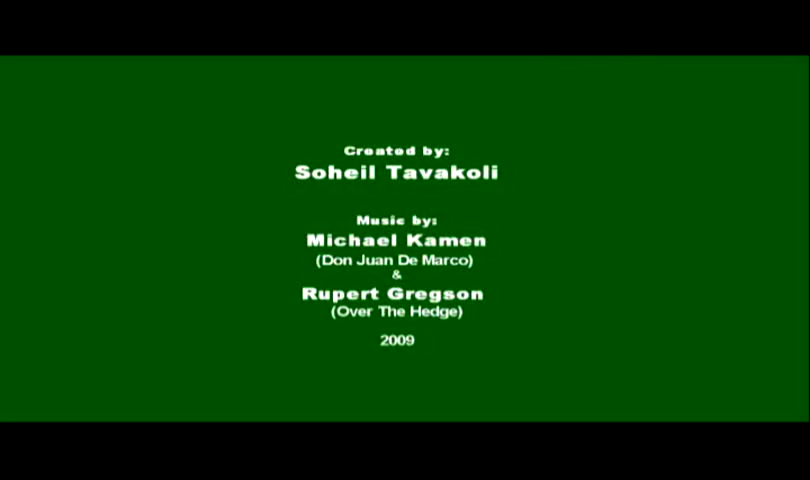 Created by:
Soheil Tavakoli
Music by:
Michael Kamen
(Don Juan De Marco)
&
Rupert Gregson
(Over The Hedge)
2009